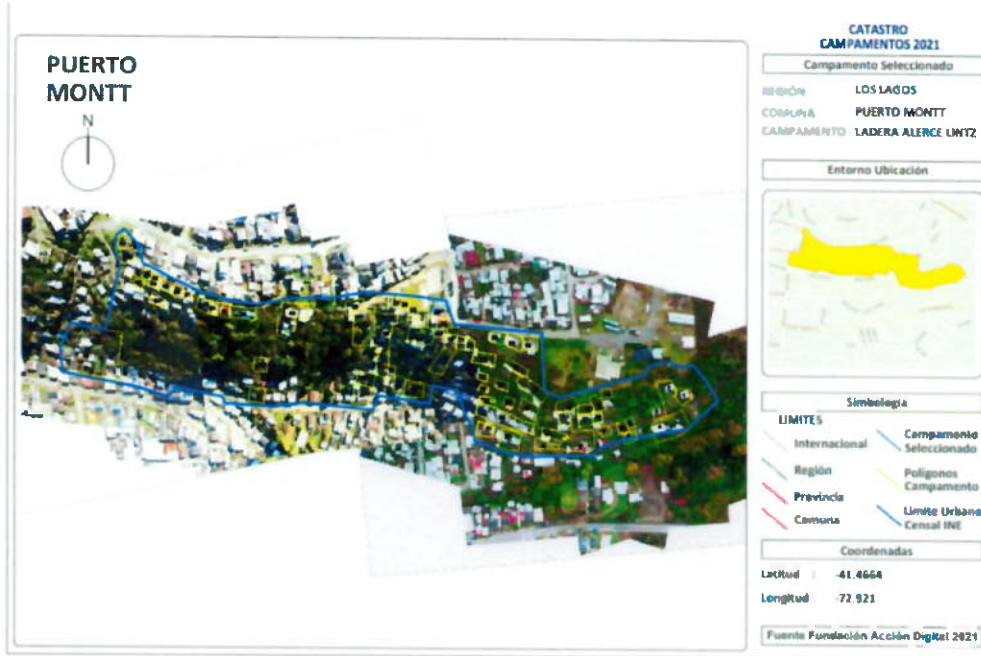 PUERTO
MONTT
N
CATASTRO
CAMPAMENTOS 2021
Campamento Seleccionado
REGIÓN LOS LAGOS
COMUNA PUERTO MONTT
CAMPAMENTO LADERA ALERCE LINTZ
Entorno Ubicación
Simbología
LIMITES
Internacional
Región
Provincia
Comuna
Campamento
Seleccionado
Polígonos
Campamento
Limite Urbano
Censal INE
Coordenadas
Latitud : -41.4664
Longitud -72.921
Fuente Fundación Acción Digital 2021